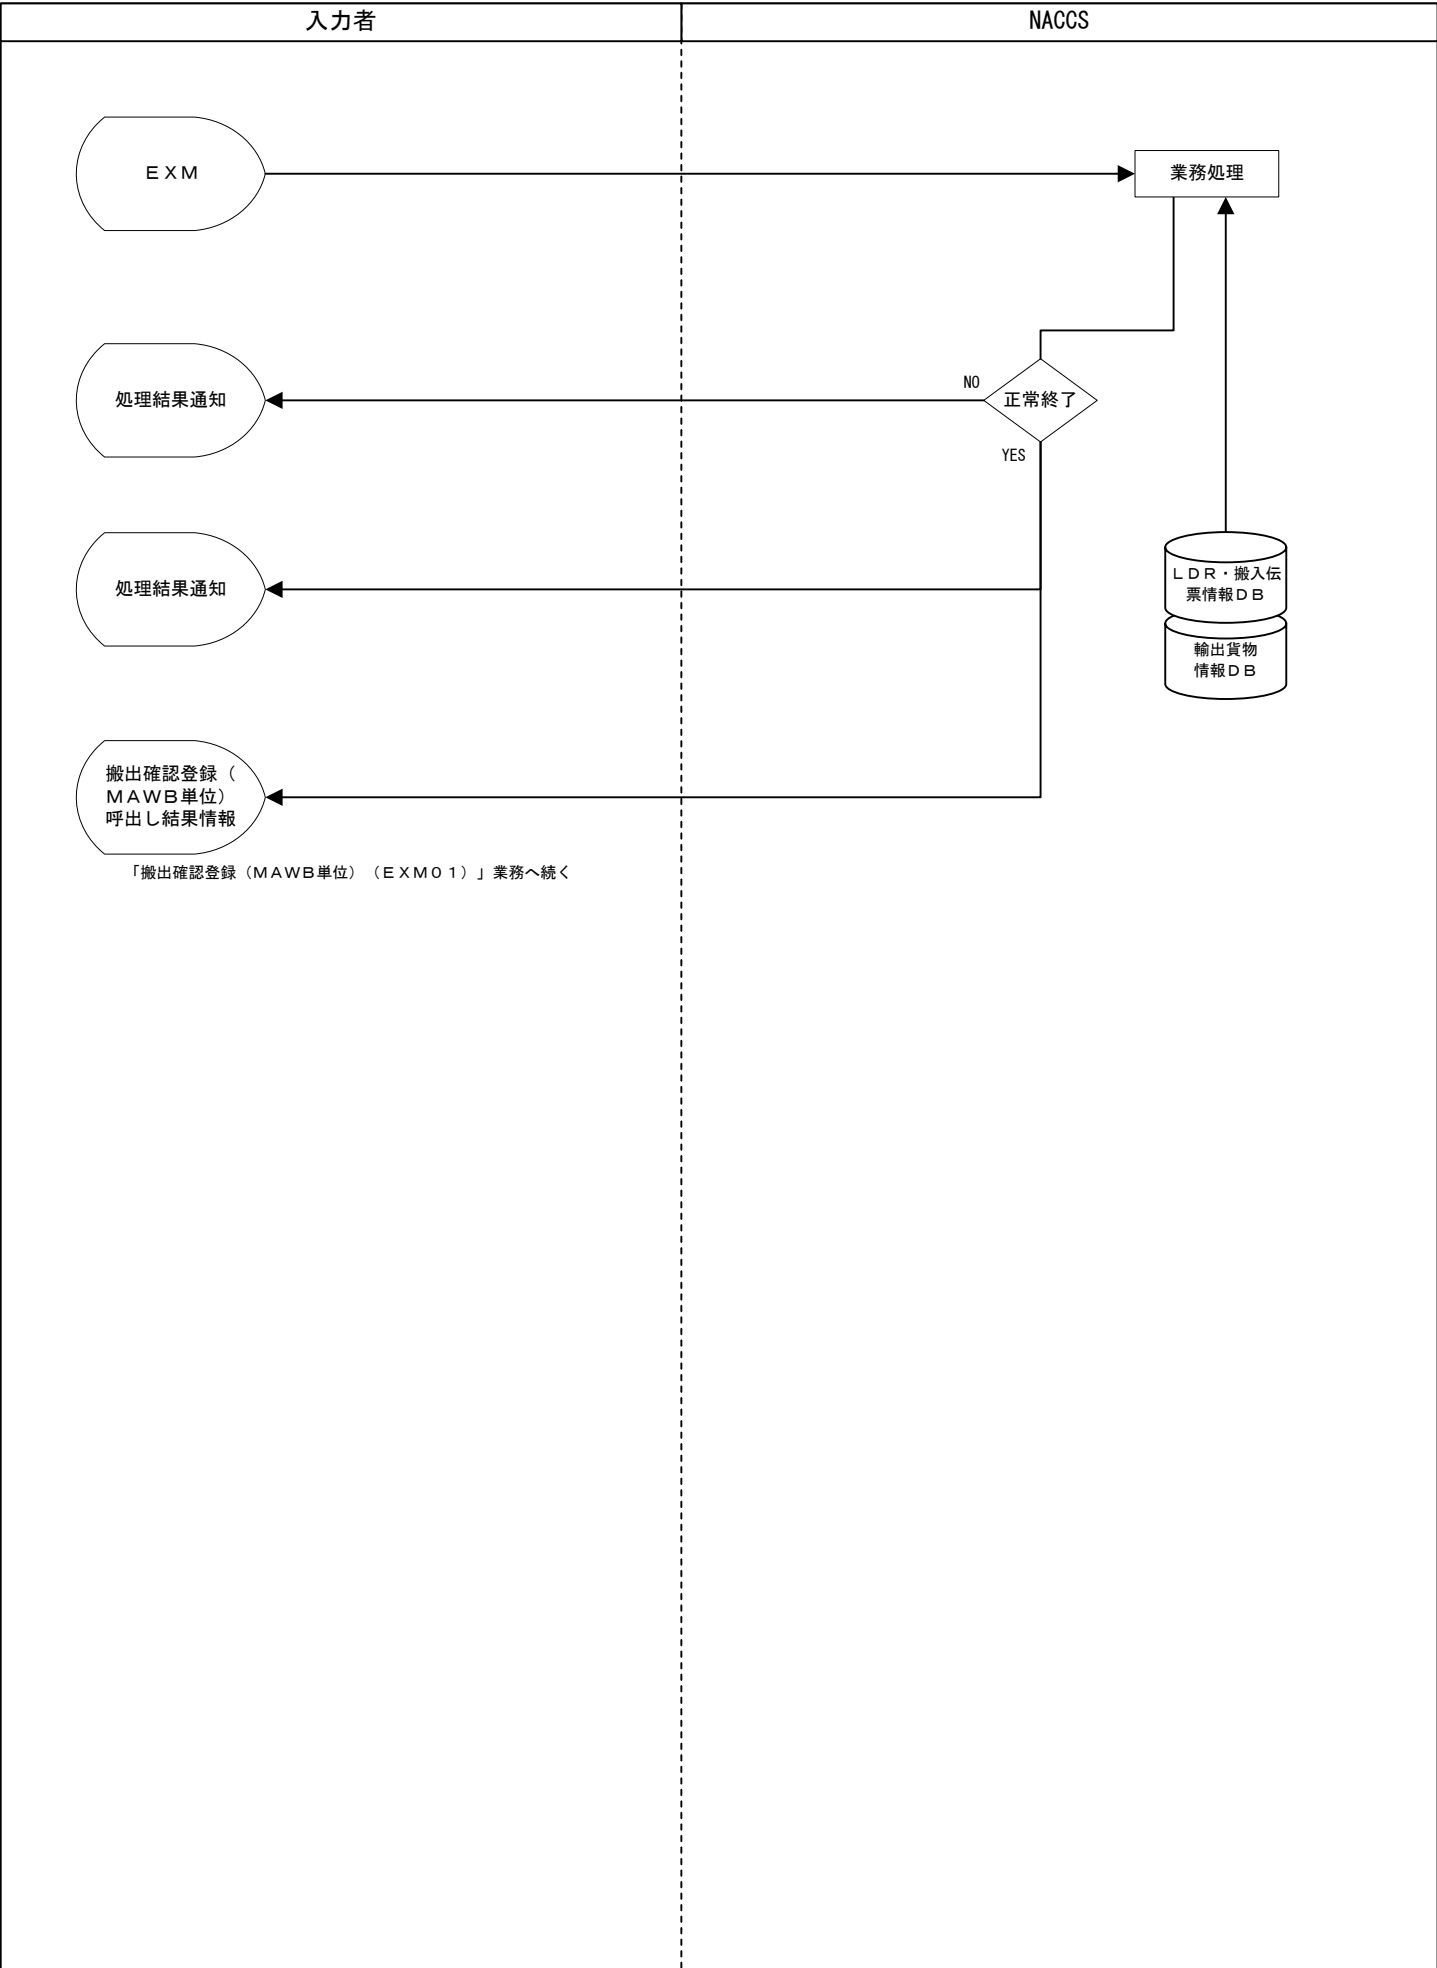 入力者
NACCS
ＥＸＭ
業務処理
処理結果通知
NO
正常終了
YES
処理結果通知
ＬＤＲ・搬入伝
票情報ＤＢ
輸出貨物
情報ＤＢ
搬出確認登録（
ＭＡＷＢ単位）
呼出し結果情報
「搬出確認登録（ＭＡＷＢ単位）（ＥＸＭ０１）」業務へ続く